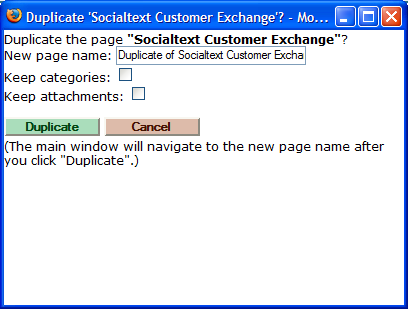 Duplicate 'Socialtext Customer Exchange'? - Mo...
Duplicate the page "Socialtext Customer Exchange"?
New page name: Duplicate of Socialtext Customer Excha
Keep categories:
Keep attachments:
Duplicate Cancel
(The main window will navigate to the new page name after
you click "Duplicate".)